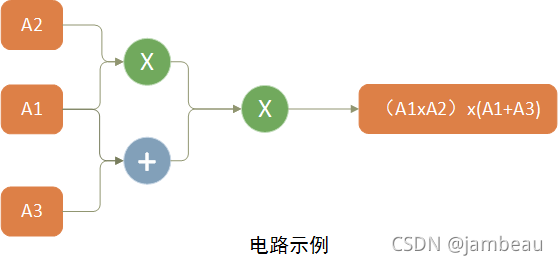 A2
X
A1
X
（A1xA2）x(A1+A3)
+
A3
电路示例
CSDN @jambeau